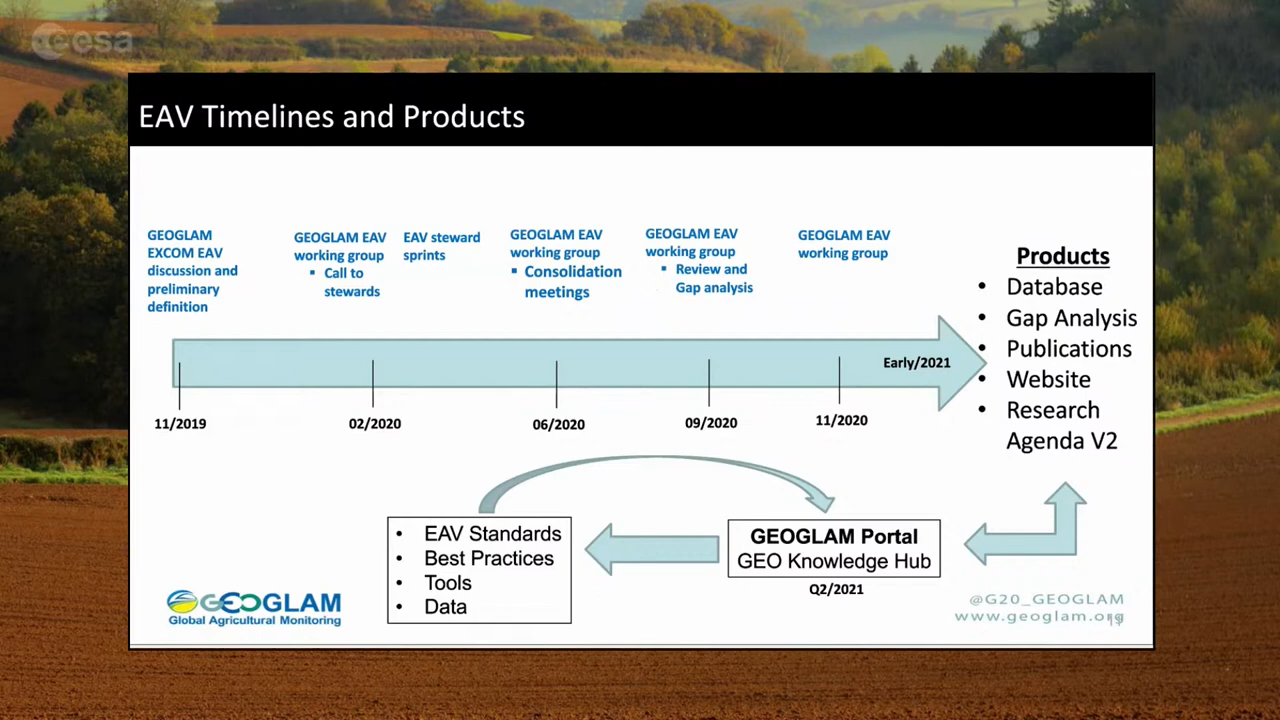 esa
EAV Timelines and Products
GEOGLAM
EXCOM EAV
discussion and
preliminary
definition
GEOGLAM EAV
working group
▪ Call to
stewards
EAV steward
sprints
GEOGLAM EAV
working group
▪ Consolidation
meetings
GEOGLAM EAV
working group
▪ Review and
Gap analysis
GEOGLAM EAV
working group
Products
• Database
• Gap Analysis
• Publications
• Website
• Research
Agenda V2
Early/2021
11/2019
02/2020
06/2020
09/2020
11/2020
• EAV Standards
• Best Practices
• Tools
• Data
GEOGLAM Portal
GEO Knowledge Hub
Q2/2021
GEOGLAM
Global Agricultural Monitoring
@G20_GEOGLAM
www.geoglam.org